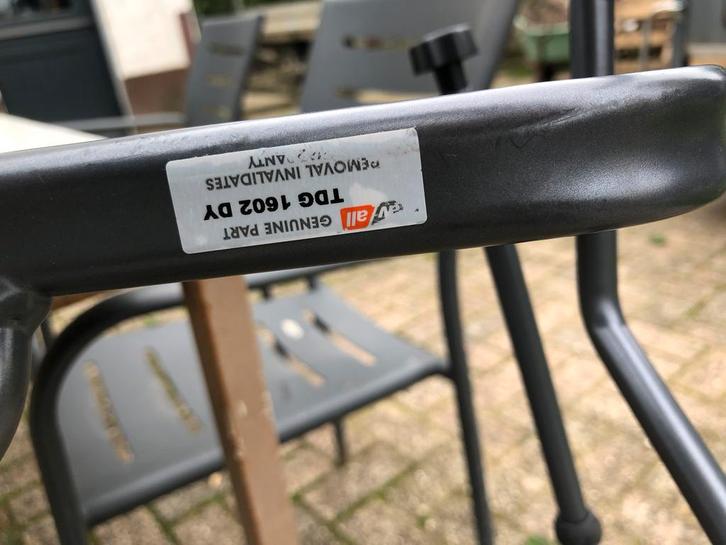 GENUINE PART
TDG 1602 DY
REMOVAL INVALIDATES